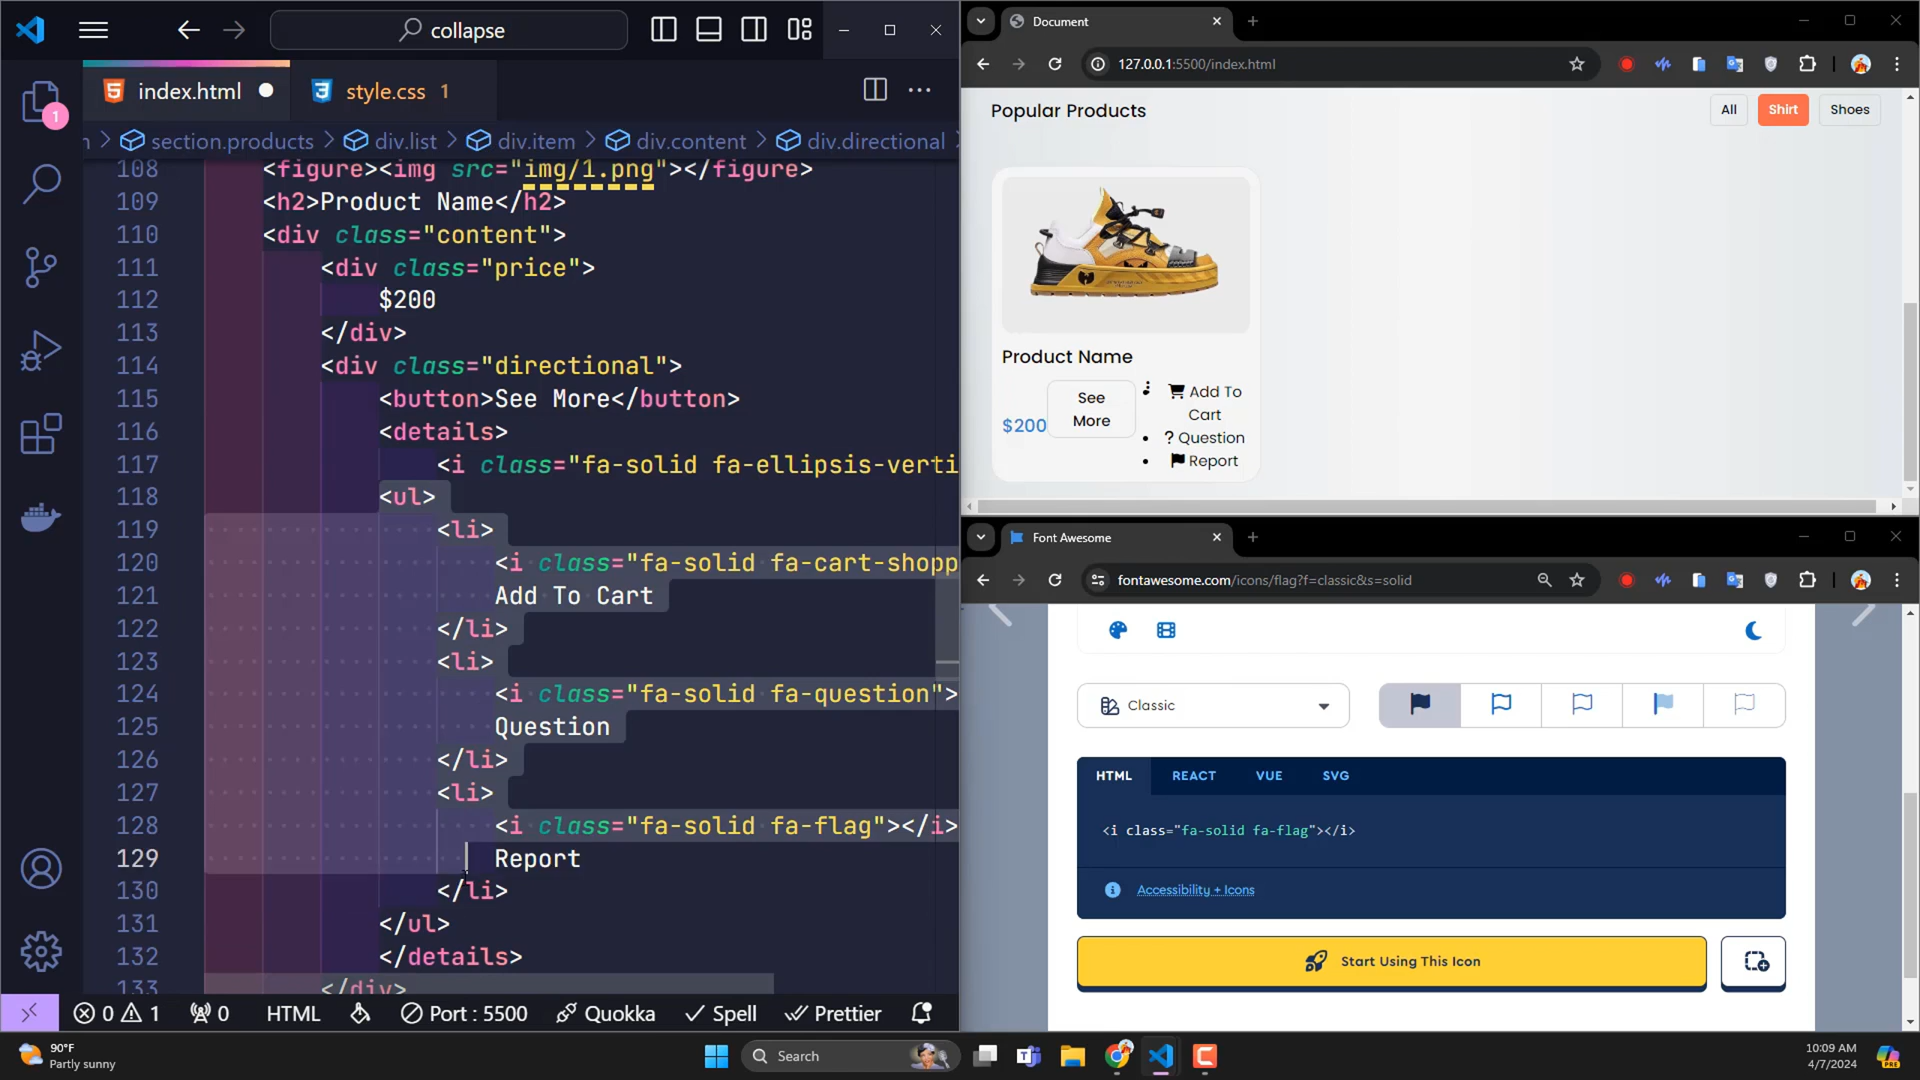 collapse
index.html
style.css 1
1
section.products
div.list
div.item
div.content
div.directional
108 <figure><img src="img/1.png"></figure>
109 <h2>Product Name</h2>
110 <div class="content">
111 <div class="price">
112 $200
113 </div>
114 <div class="directional">
115 <button>See More</button>
116 <details>
117 <i class="fa-solid fa-ellipsis-verti
118 <ul>
119 <li>
120 <i class="fa-solid fa-cart-shopp
121 Add To Cart
122 </li>
123 <li>
124 <i class="fa-solid fa-question">
125 Question
126 </li>
127 <li>
128 <i class="fa-solid fa-flag"></i>
129 Report
130 </li>
131 </ul>
132 </details>
133 </div>
0 1 0 HTML Port : 5500 Quokka Spell Prettier
Document
127.0.0.1:5500/index.html
Popular Products
All
Shirt
Shoes
Product Name
$200
See
More
Add To
Cart
Question
Report
Font Awesome
fontawesome.com/icons/flag?f=classic&s=solid
Classic
HTML
REACT
VUE
SVG
<i class="fa-solid fa-flag"></i>
Accessibility + Icons
Start Using This Icon
90°F
Partly sunny
Search
10:09 AM
4/7/2024
PRE